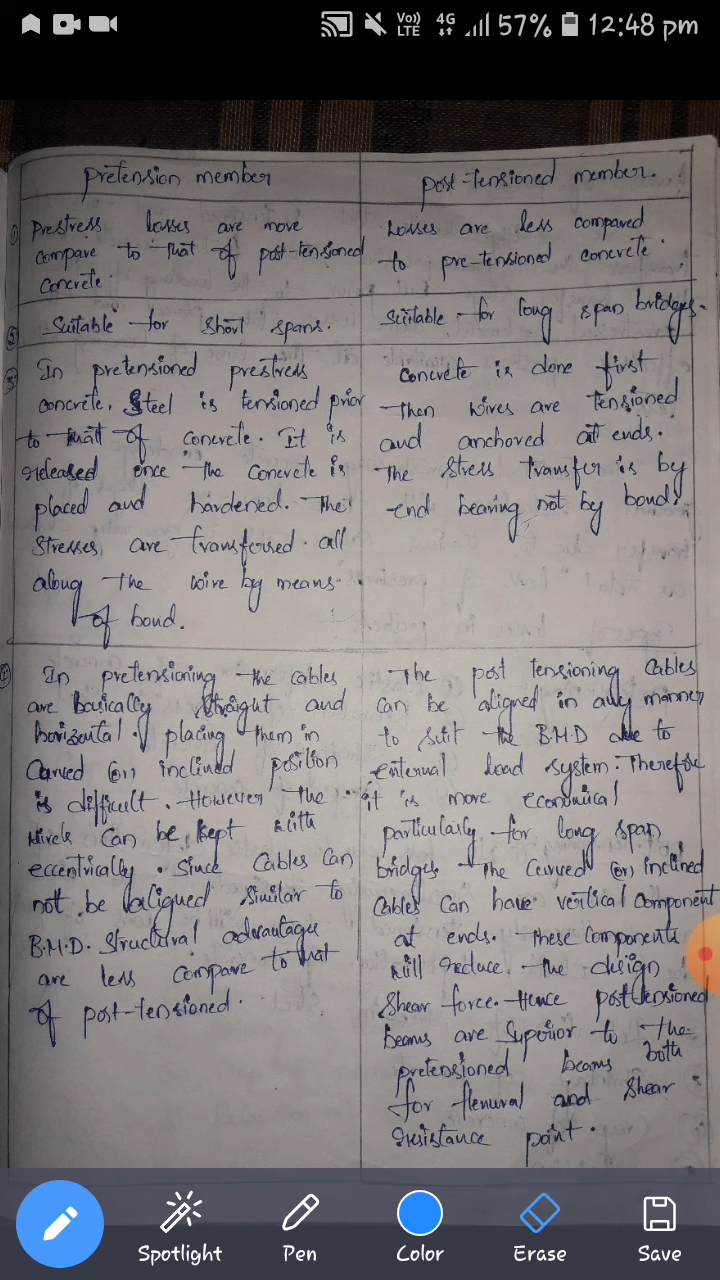 Vo)) LTE 4G 57% 12:48 pm
pretension member
post-tensioned member.
① prestress losses are more
compare to that of post-tensioned
concrete.
Losses are less compared
to pre-tensioned concrete.
Suitable for short spans.
Suitable for long span bridges.
③ In pretensioned prestress
concrete. Steel is tensioned prior
to that of concrete. It is
released once the concrete is
placed and hardened. The
stresses are transferred all
along the wire by means
of bond.
Concrete is done first
then wires are tensioned
and anchored at ends.
The stress transfer is by
end bearing not by bond.
In pretensioning the cables
are basically straight and
horizontal. placing them in
Curved (or) inclined position
is difficult. However the
can be kept with
eccentrically. Since Cables Can
not be aligned similar to
B.M.D. Structural advantages
are less compare to that
of post-tensioned.
The post tensioning Cables
can be aligned in any manner
to suit the B.M.D due to
external load system. Therefore
it is more economical
particularly for long span
bridges. The Curved (or) inclined
Cables Can have vertical Component
at ends. These Components
will reduce the design
Shear force. Hence post tensioned
beams are Superior to the
pretensioned beams both
for flexural and Shear
resistance point.
Spotlight Pen Color Erase Save